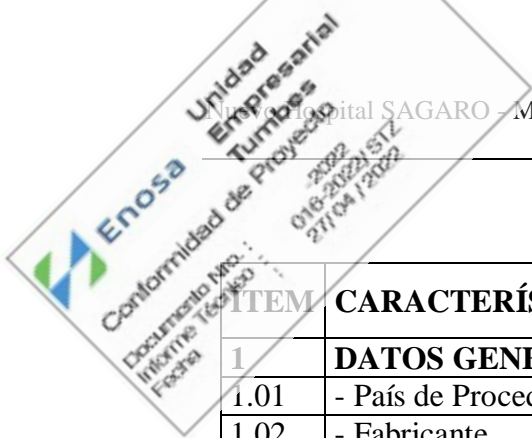 Unidad
Empresarial
Tumbes
Enosa
Conformidad de Proyecto
Documento Nro. : -2022
Informe Técnico : 016-2022/ STZ
Fecha : 27/ 04 / 2022
Nuevo Hospital SAGARO - M
ITEM CARACTERÍS
1 DATOS GENE
1.01 - País de Proced
1.02 - Fabricante